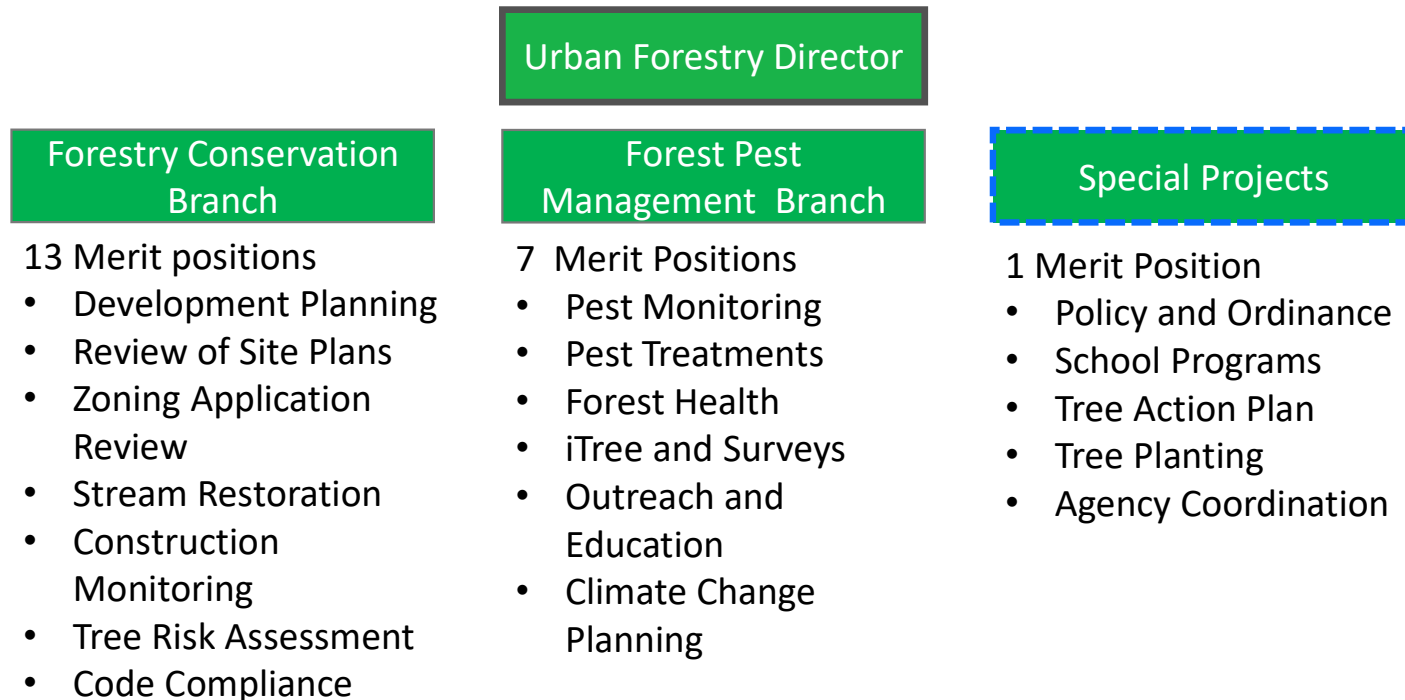 Urban Forestry Director
Forestry Conservation
Branch
13 Merit positions
• Development Planning
• Review of Site Plans
• Zoning Application
Review
• Stream Restoration
• Construction
Monitoring
• Tree Risk Assessment
• Code Compliance
Forest Pest
Management Branch
7 Merit Positions
• Pest Monitoring
• Pest Treatments
• Forest Health
• iTree and Surveys
• Outreach and
Education
• Climate Change
Planning
Special Projects
1 Merit Position
• Policy and Ordinance
• School Programs
• Tree Action Plan
• Tree Planting
• Agency Coordination